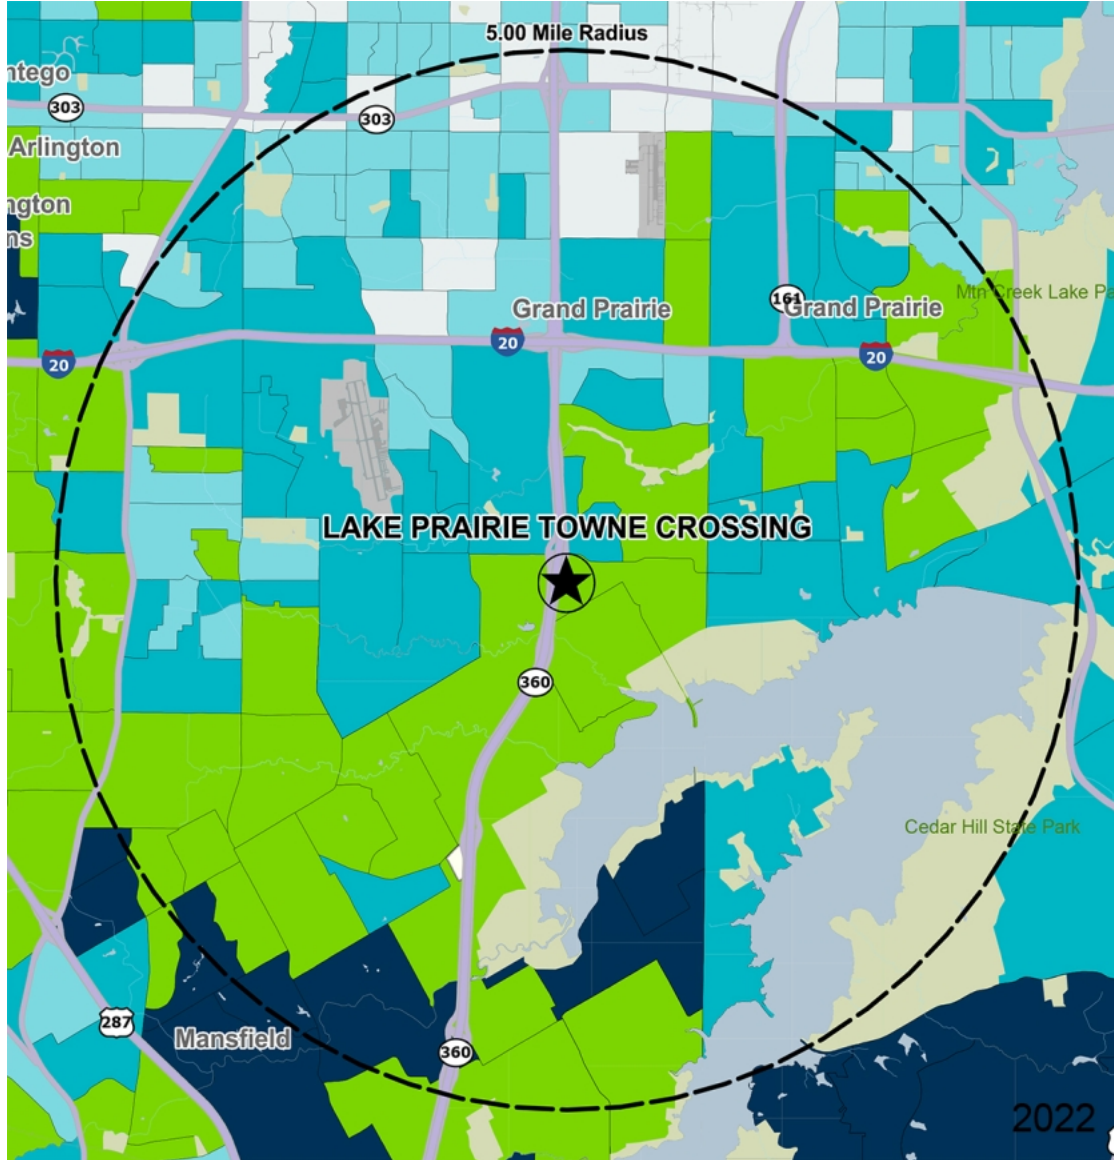 5.00 Mile Radius
ntego
303
303
Arlington
ngton
ns
161
Mtn Creek Lake Pa
Grand Prairie
Grand Prairie
20
20
20
LAKE PRAIRIE TOWNE CROSSING
360
Cedar Hill State Park
287
Mansfield
360
2022